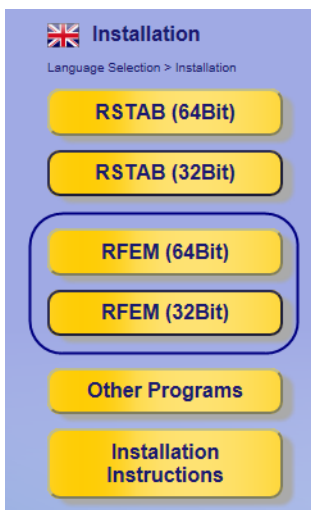 Installation
Language Selection > Installation
RSTAB (64Bit)
RSTAB (32Bit)
RFEM (64Bit)
RFEM (32Bit)
Other Programs
Installation
Instructions